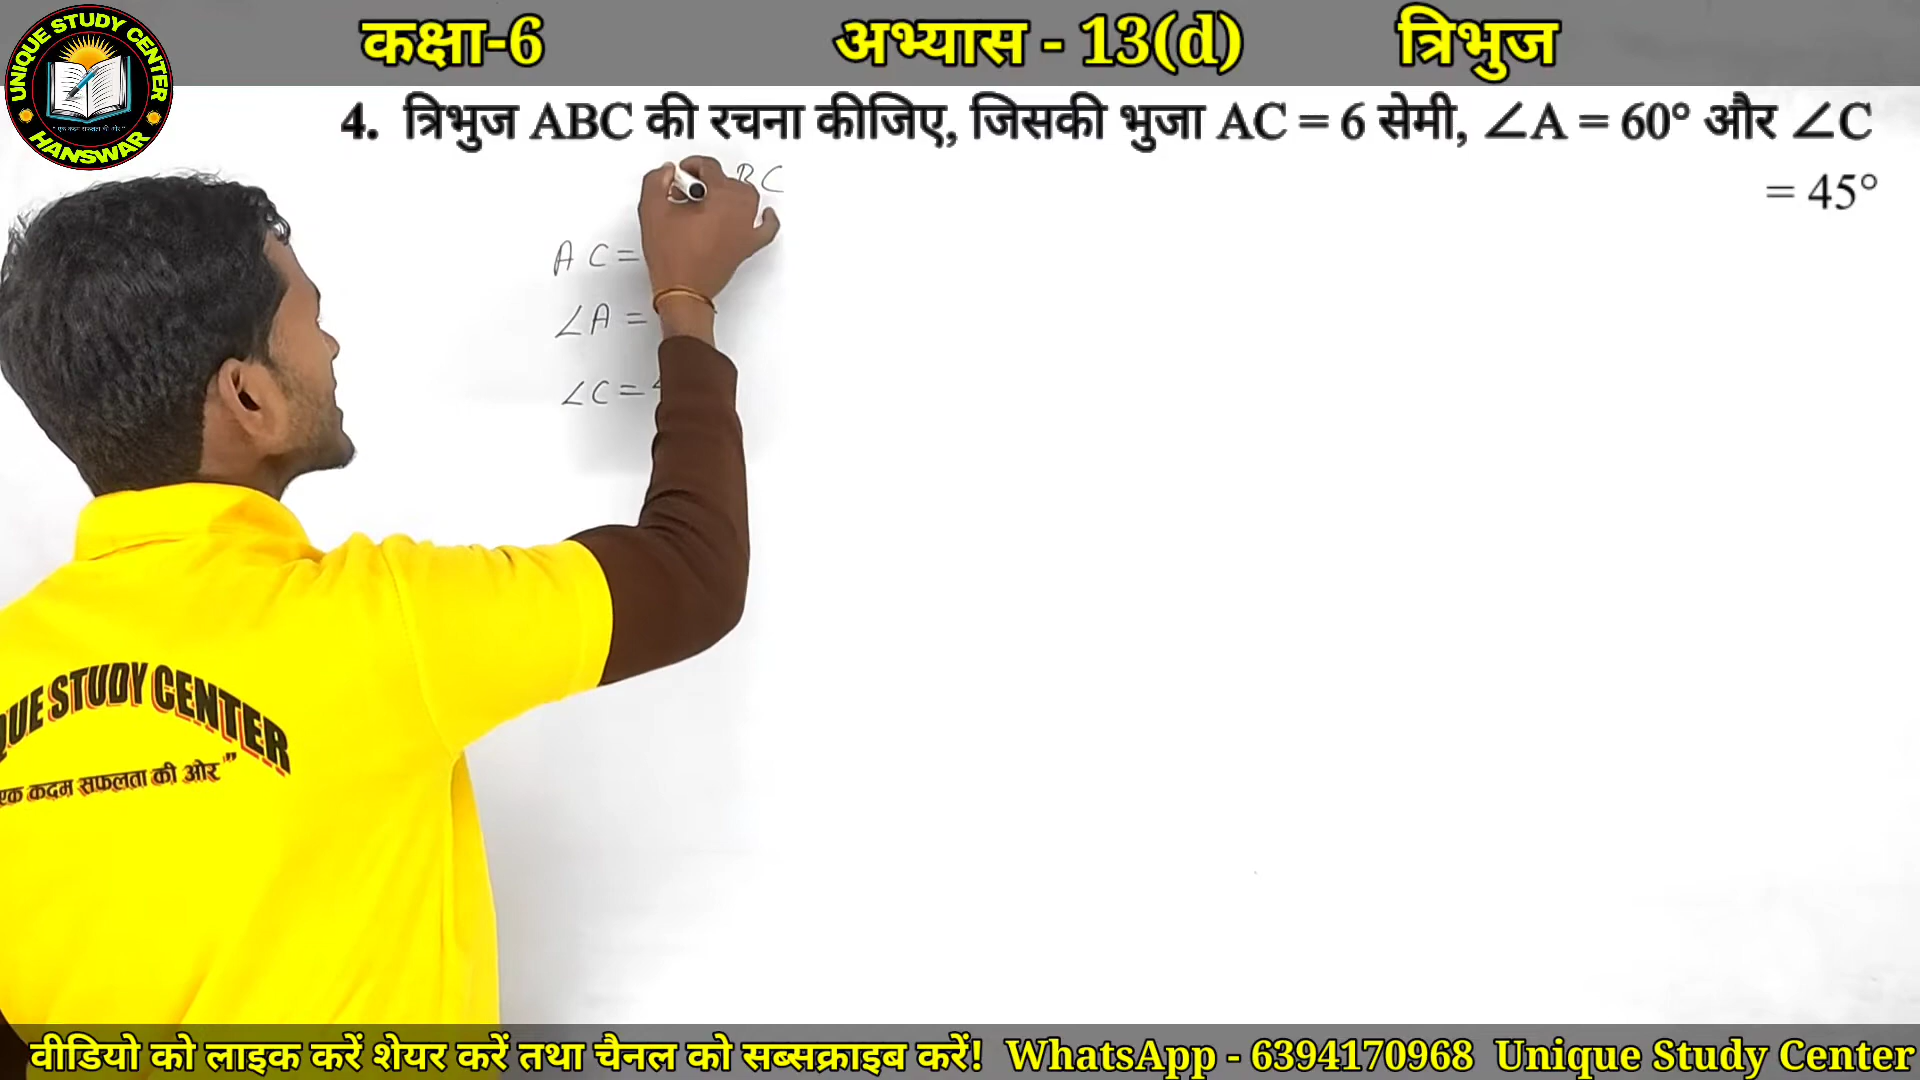 UNIQUE STUDY CENTER
HANSWAR
कक्षा-6 अभ्यास - 13(d) त्रिभुज
4. त्रिभुज ABC की रचना कीजिए, जिसकी भुजा AC = 6 सेमी, ∠A = 60° और ∠C
= 45°
BC
AC =
∠A =
∠C =
QUE STUDY CENTER
एक कदम सफलता की ओर"
वीडियो को लाइक करें शेयर करें तथा चैनल को सब्सक्राइब करें! WhatsApp - 6394170968 Unique Study Center